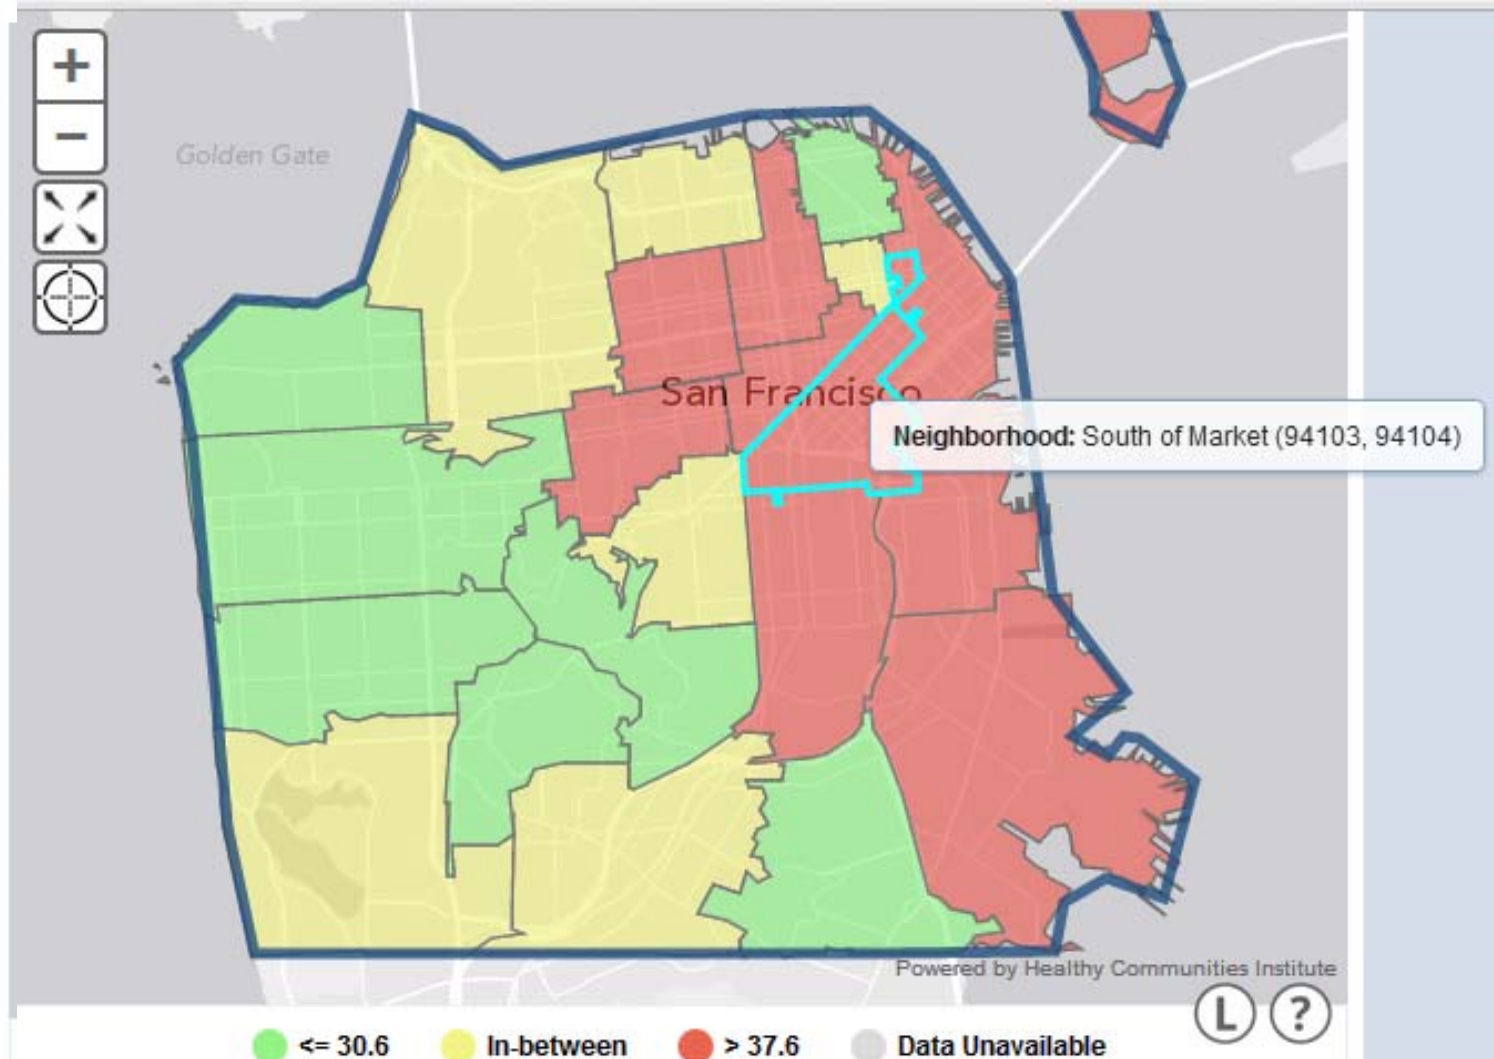 +
−
Golden Gate
San Francisco
Neighborhood: South of Market (94103, 94104)
Powered by Healthy Communities Institute
L ?
<= 30.6 In-between > 37.6 Data Unavailable